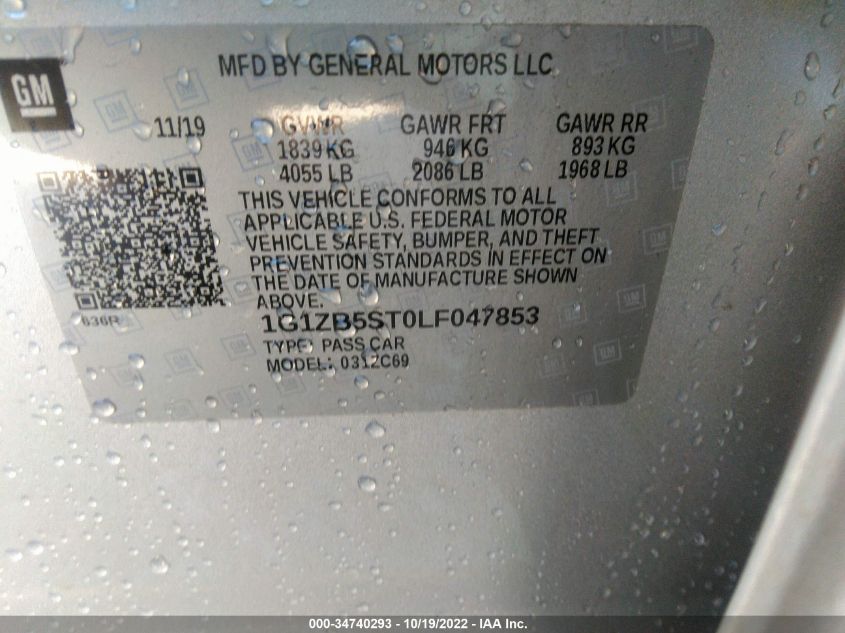 MFD BY GENERAL MOTORS LLC
GM
11/19 GVWR GAWR FRT GAWR RR
1839 KG 946 KG 893 KG
4055 LB 2086 LB 1968 LB
THIS VEHICLE CONFORMS TO ALL
APPLICABLE U.S. FEDERAL MOTOR
VEHICLE SAFETY, BUMPER, AND THEFT
PREVENTION STANDARDS IN EFFECT ON
THE DATE OF MANUFACTURE SHOWN
ABOVE.
636R
1G1ZB5ST0LF047853
TYPE: PASS CAR
MODEL: 031ZC69
000-34740293 - 10/19/2022 - IAA Inc.